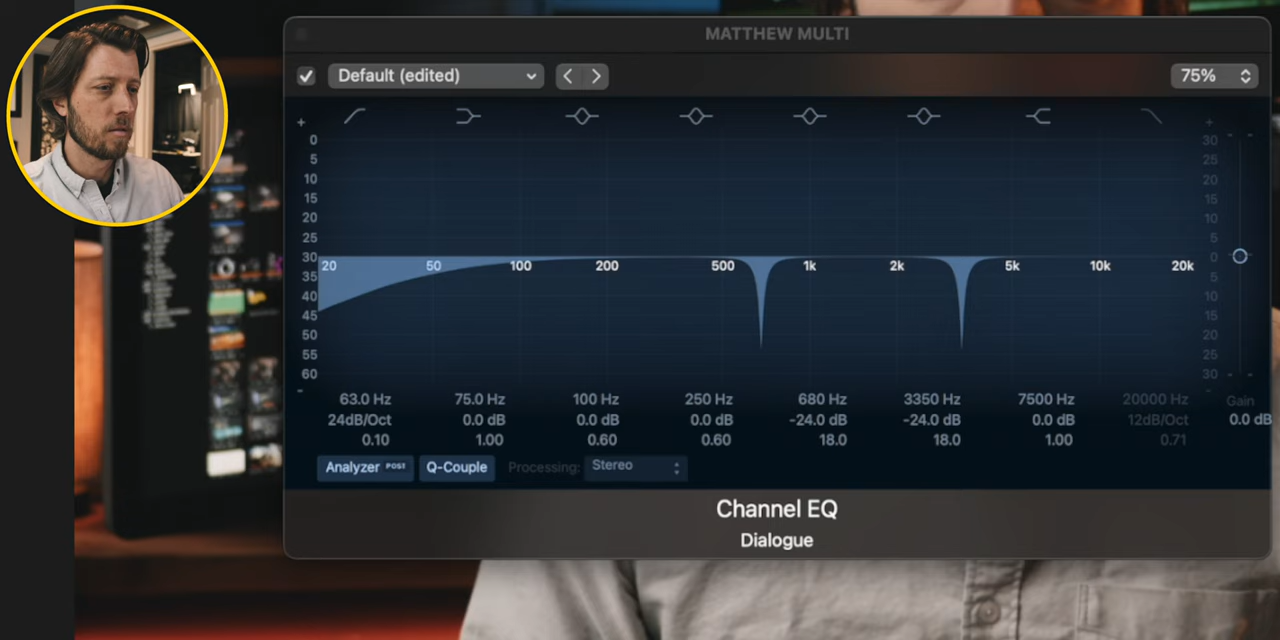 MATTHEW MULTI
Default (edited)
75%
+ +
0 30
5 25
10 20
15 15
20 10
25 5
30 0
20 50 100 200 500 1k 2k 5k 10k 20k
35 5
40 10
45 15
50 20
55 25
60 30
- -
63.0 Hz 75.0 Hz 100 Hz 250 Hz 680 Hz 3350 Hz 7500 Hz 20000 Hz Gain
24dB/Oct 0.0 dB 0.0 dB 0.0 dB -24.0 dB -24.0 dB 0.0 dB 12dB/Oct 0.0 dB
0.10 1.00 0.60 0.60 18.0 18.0 1.00 0.71
Analyzer POST Q-Couple Processing: Stereo
Channel EQ
Dialogue